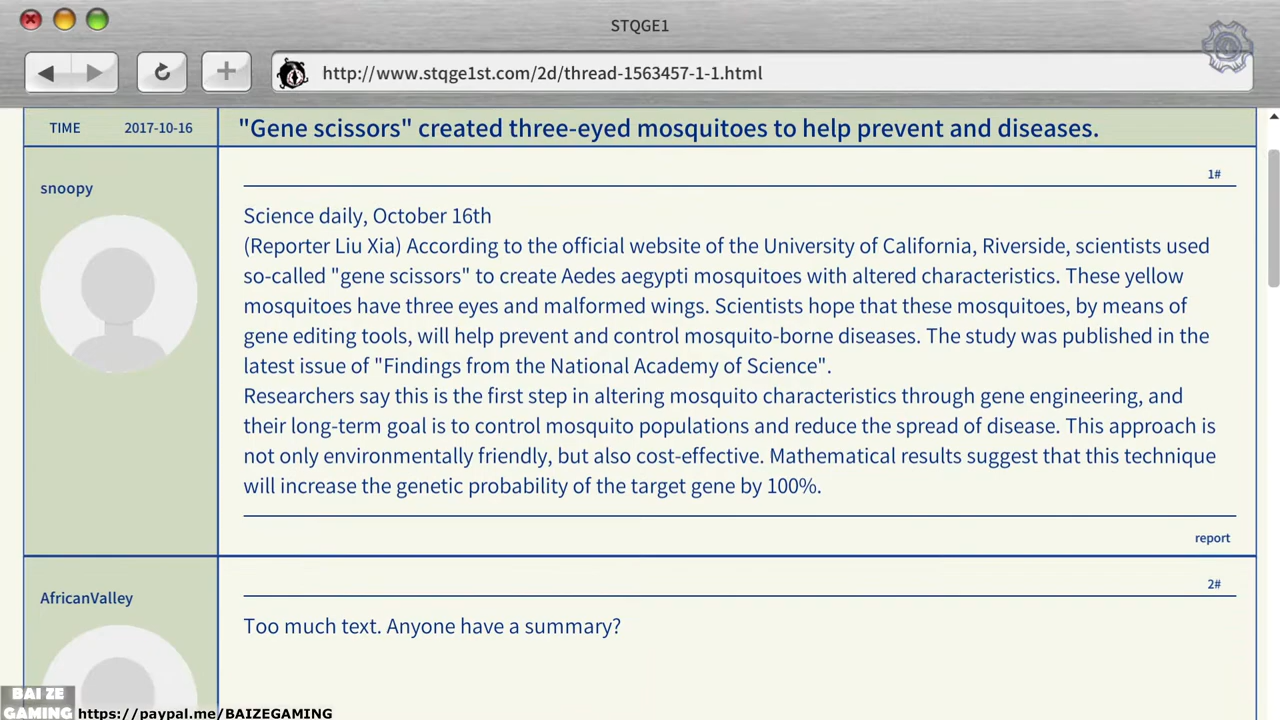 STQGE1
http://www.stqge1st.com/2d/thread-1563457-1-1.html
TIME 2017-10-16
"Gene scissors" created three-eyed mosquitoes to help prevent and diseases.
snoopy
1#
Science daily, October 16th
(Reporter Liu Xia) According to the official website of the University of California, Riverside, scientists used
so-called "gene scissors" to create Aedes aegypti mosquitoes with altered characteristics. These yellow
mosquitoes have three eyes and malformed wings. Scientists hope that these mosquitoes, by means of
gene editing tools, will help prevent and control mosquito-borne diseases. The study was published in the
latest issue of "Findings from the National Academy of Science".
Researchers say this is the first step in altering mosquito characteristics through gene engineering, and
their long-term goal is to control mosquito populations and reduce the spread of disease. This approach is
not only environmentally friendly, but also cost-effective. Mathematical results suggest that this technique
will increase the genetic probability of the target gene by 100%.
report
AfricanValley
2#
Too much text. Anyone have a summary?
BAI ZE
GAMING https://paypal.me/BAIZEGAMING